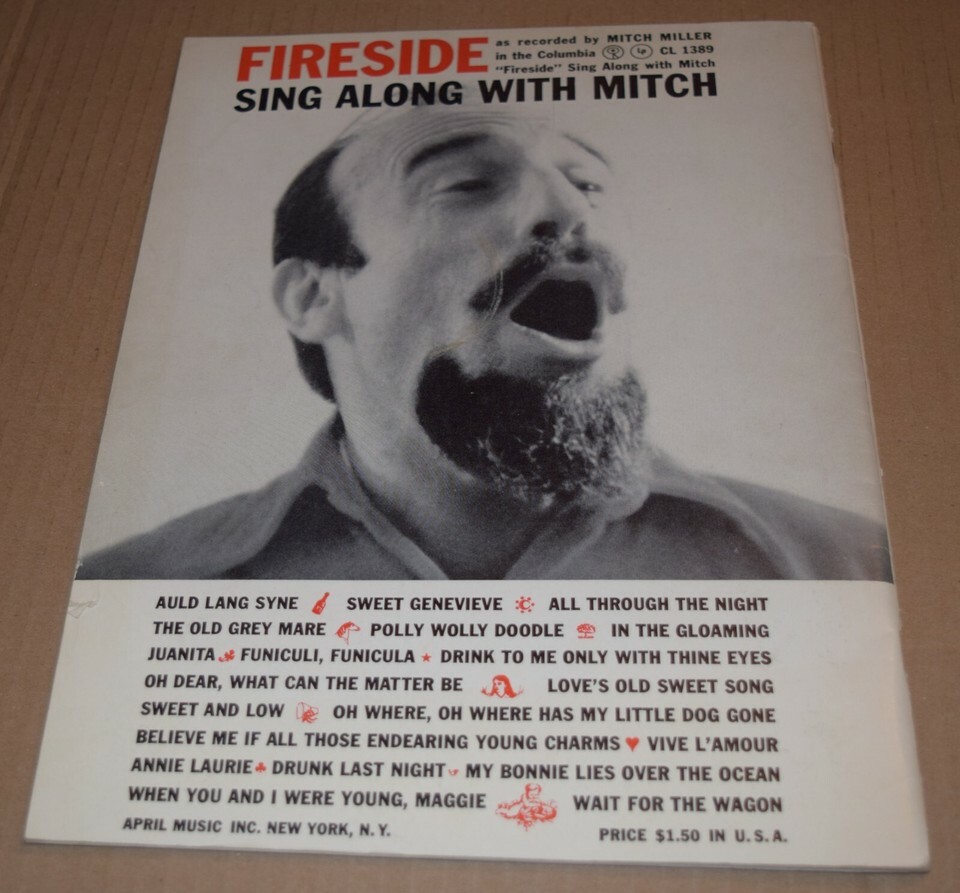 FIRESIDE
as recorded by MITCH MILLER
in the Columbia Lp CL 1389
"Fireside" Sing Along with Mitch
SING ALONG WITH MITCH
AULD LANG SYNE SWEET GENEVIEVE ALL THROUGH THE NIGHT
THE OLD GREY MARE POLLY WOLLY DOODLE IN THE GLOAMING
JUANITA FUNICULI, FUNICULA DRINK TO ME ONLY WITH THINE EYES
OH DEAR, WHAT CAN THE MATTER BE LOVE'S OLD SWEET SONG
SWEET AND LOW OH WHERE, OH WHERE HAS MY LITTLE DOG GONE
BELIEVE ME IF ALL THOSE ENDEARING YOUNG CHARMS VIVE L'AMOUR
ANNIE LAURIE DRUNK LAST NIGHT MY BONNIE LIES OVER THE OCEAN
WHEN YOU AND I WERE YOUNG, MAGGIE WAIT FOR THE WAGON
APRIL MUSIC INC. NEW YORK, N.Y. PRICE $1.50 IN U.S.A.